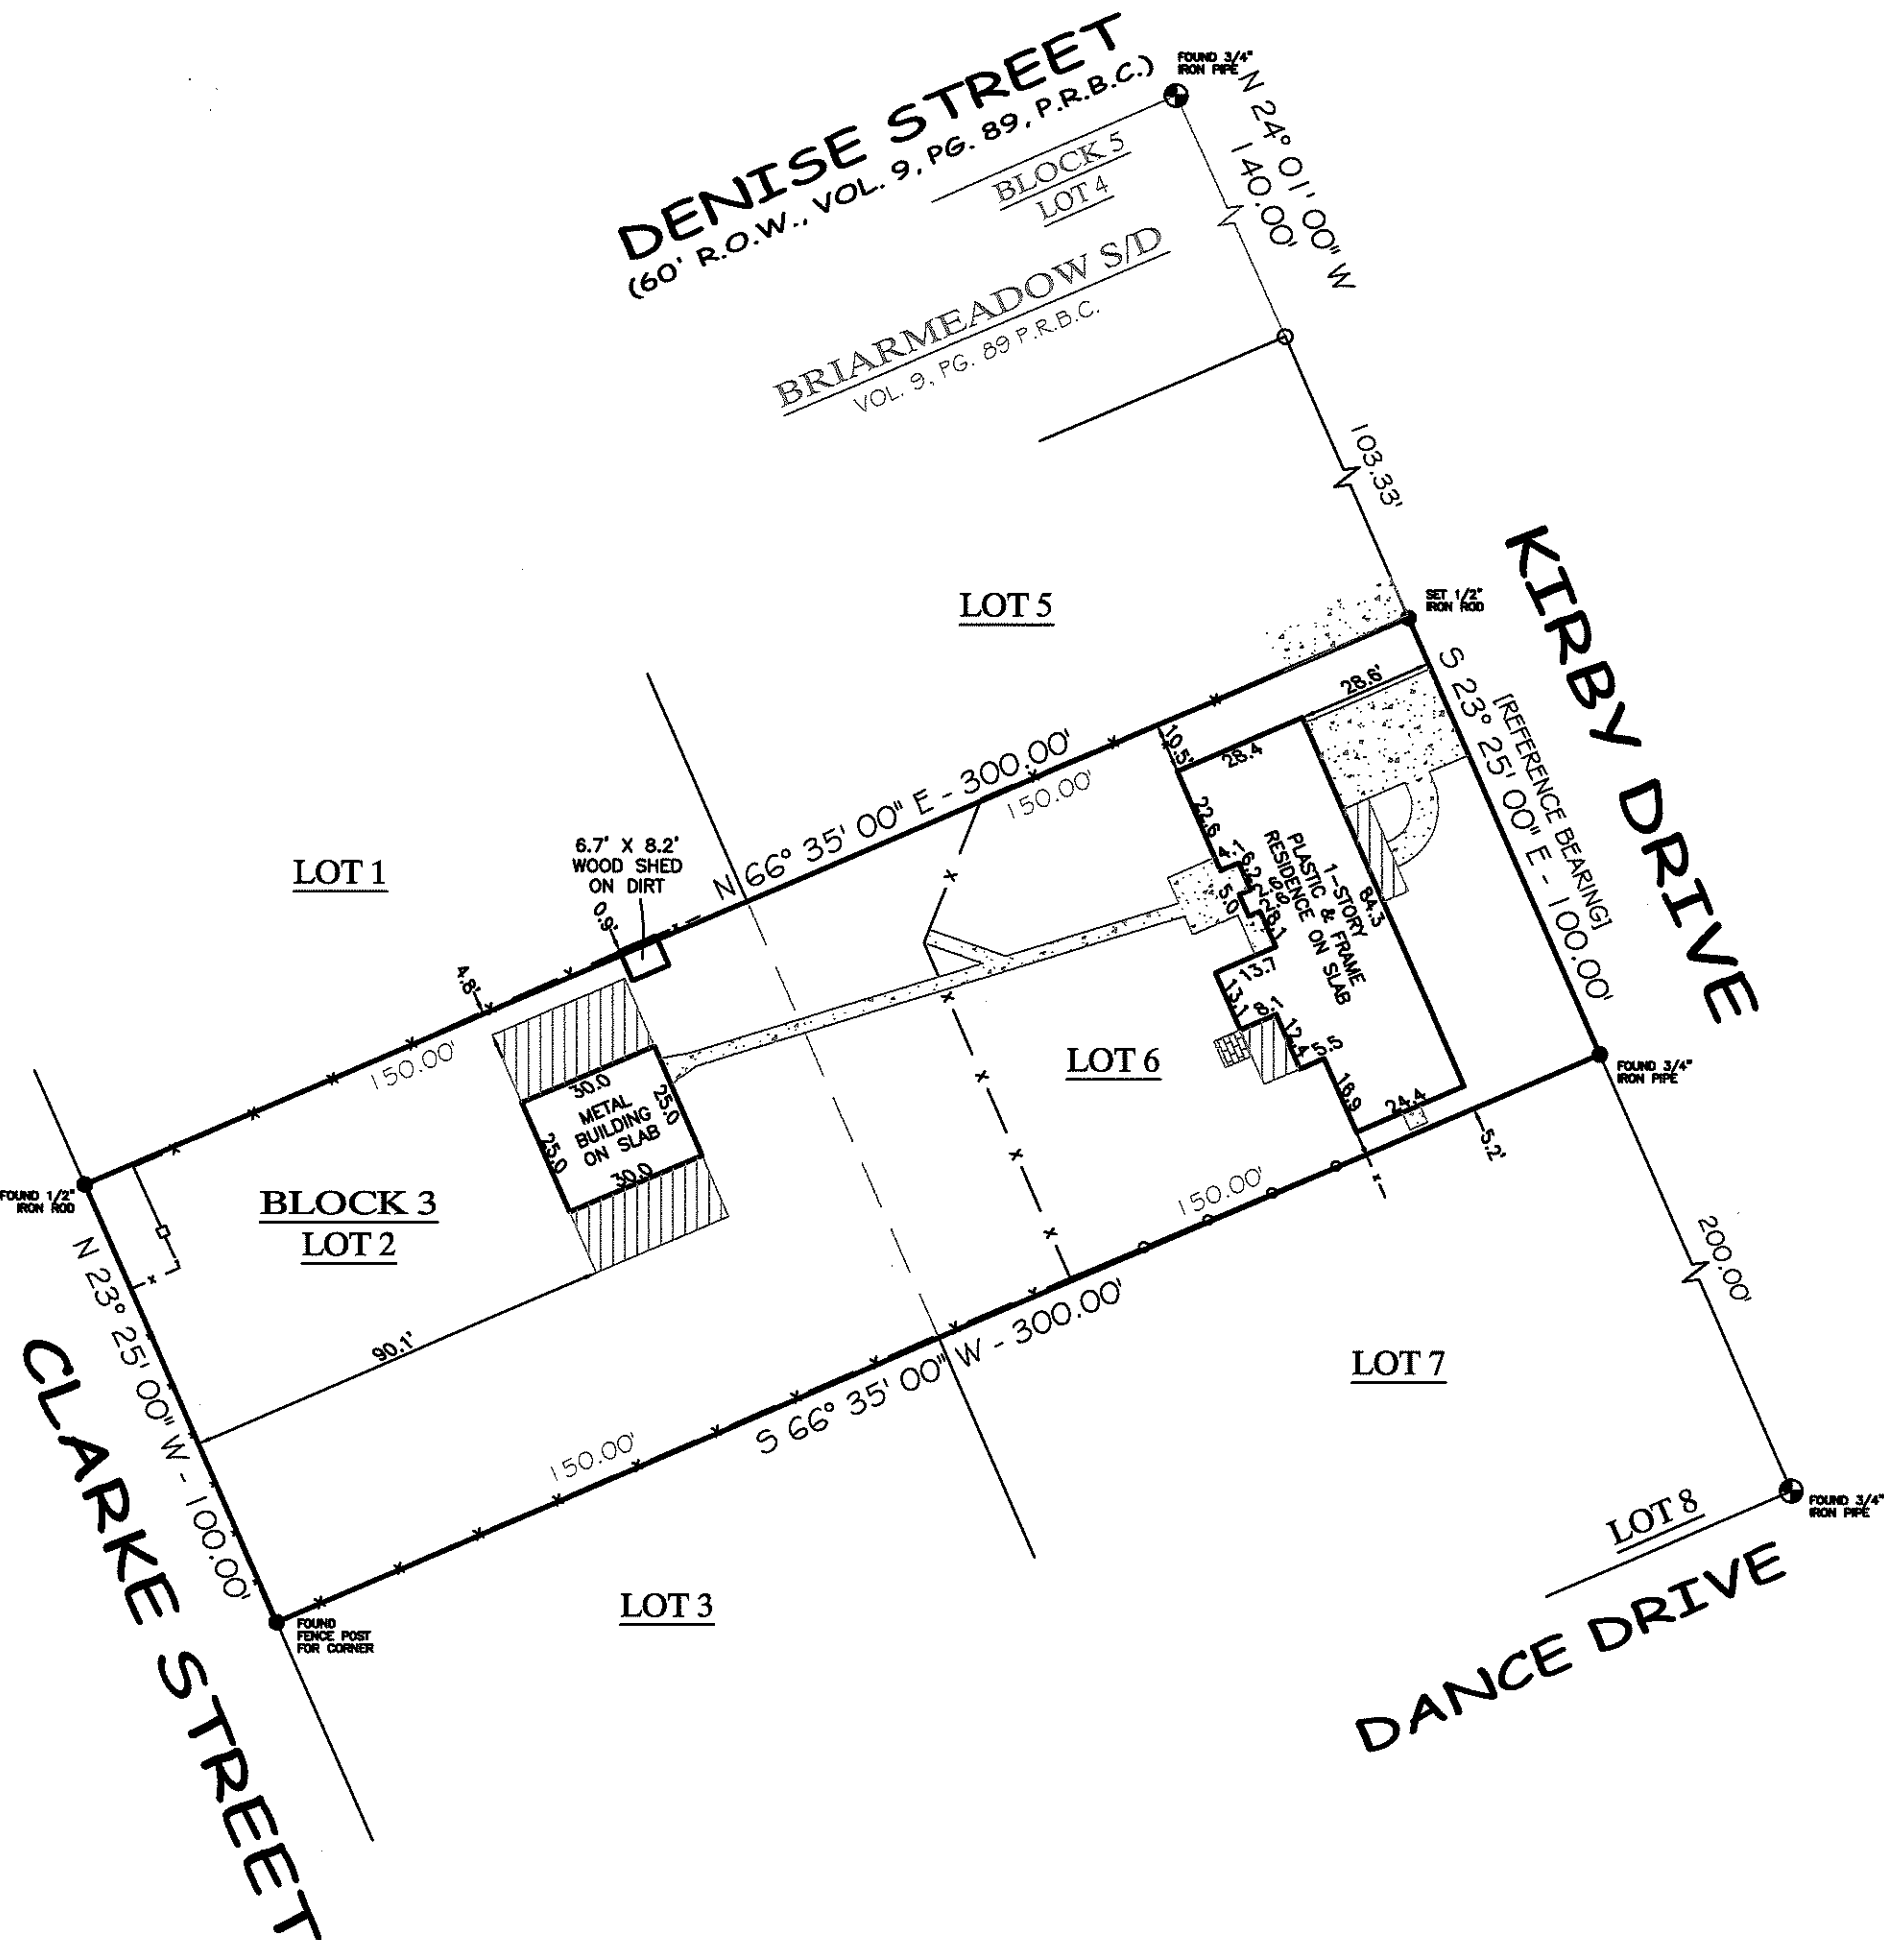 DENISE STREET
(60' R.O.W., VOL. 9, PG. 89, P.R.B.C.)
FOUND 3/4"
IRON PIPE
N 24° 01' 00" W
140.00'
BLOCK 5
LOT 4
BRIARMEADOW S/D
VOL. 9, PG. 89 P.R.B.C.
103.33'
KIRBY DRIVE
SET 1/2"
IRON ROD
LOT 5
S 23° 25' 00" E - 100.00'
[REFERENCE BEARING]
28.6'
10.5'
28.4
N 66° 35' 00" E - 300.00'
150.00'
22.6
4.1
6.2
5.0
8.1
1-STORY
PLASTIC & FRAME
RESIDENCE ON SLAB
84.3
13.7
13.1
8.1
12.4
5.5
18.9
24.4
5.2'
6.7' X 8.2'
WOOD SHED
ON DIRT
0.9'
LOT 1
4.8'
150.00'
30.0
25.0
METAL
BUILDING
ON SLAB
25.0
30.0
LOT 6
FOUND 3/4"
IRON PIPE
FOUND 1/2"
IRON ROD
BLOCK 3
LOT 2
150.00'
200.00'
N 23° 25' 00" W - 100.00'
90.1'
S 66° 35' 00" W - 300.00'
150.00'
LOT 7
CLARKE STREET
LOT 8
FOUND 3/4"
IRON PIPE
DANCE DRIVE
LOT 3
FOUND
FENCE POST
FOR CORNER